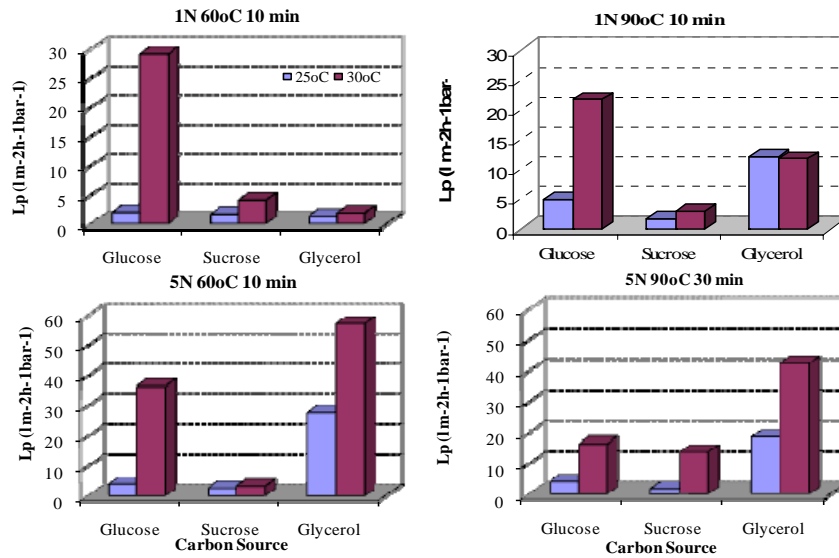 1N 60oC 10 min
30
25
20
15
10
5
0
Lp (l m-2h-1bar-1)
25oC 30oC
Glucose Sucrose Glycerol
1N 90oC 10 min
30
25
20
15
10
5
0
Lp (l m-2h-1bar-
Glucose Sucrose Glycerol
5N 60oC 10 min
60
50
40
30
20
10
0
Lp (l m-2h-1bar-1)
Glucose Sucrose Glycerol
Carbon Source
5N 90oC 30 min
60
50
40
30
20
10
0
Lp (l m-2h-1bar-1)
Glucose Sucrose Glycerol
Carbon Source